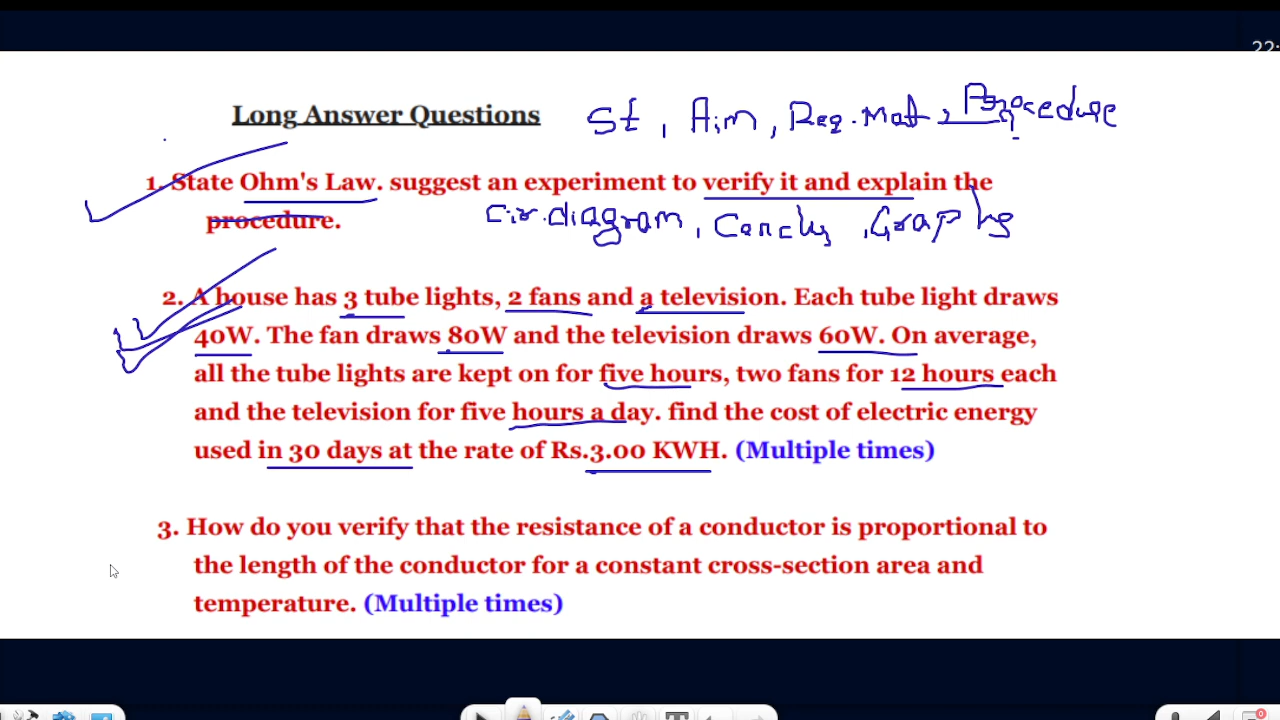 22:
Long Answer Questions
St, Aim, Req. Mat, Procedure
1. State Ohm's Law. suggest an experiment to verify it and explain the
procedure.
Cir. diagram, Conclu, Graph
2. A house has 3 tube lights, 2 fans and a television. Each tube light draws
40W. The fan draws 80W and the television draws 60W. On average,
all the tube lights are kept on for five hours, two fans for 12 hours each
and the television for five hours a day. find the cost of electric energy
used in 30 days at the rate of Rs.3.00 KWH. (Multiple times)
3. How do you verify that the resistance of a conductor is proportional to
the length of the conductor for a constant cross-section area and
temperature. (Multiple times)